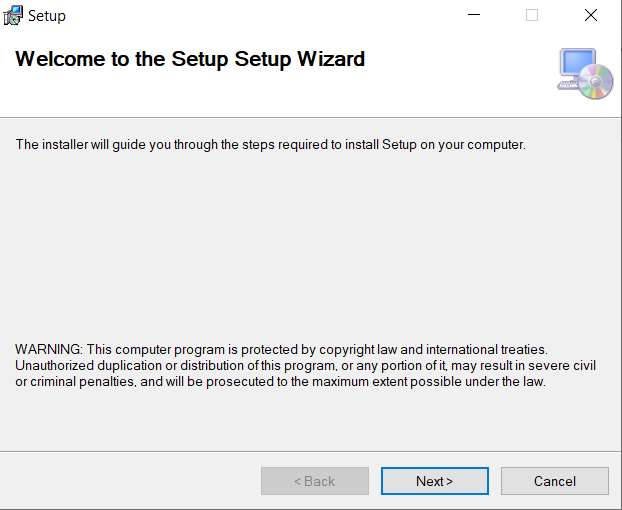 Setup
Welcome to the Setup Setup Wizard
The installer will guide you through the steps required to install Setup on your computer.
WARNING: This computer program is protected by copyright law and international treaties.
Unauthorized duplication or distribution of this program, or any portion of it, may result in severe civil
or criminal penalties, and will be prosecuted to the maximum extent possible under the law.
< Back
Next >
Cancel